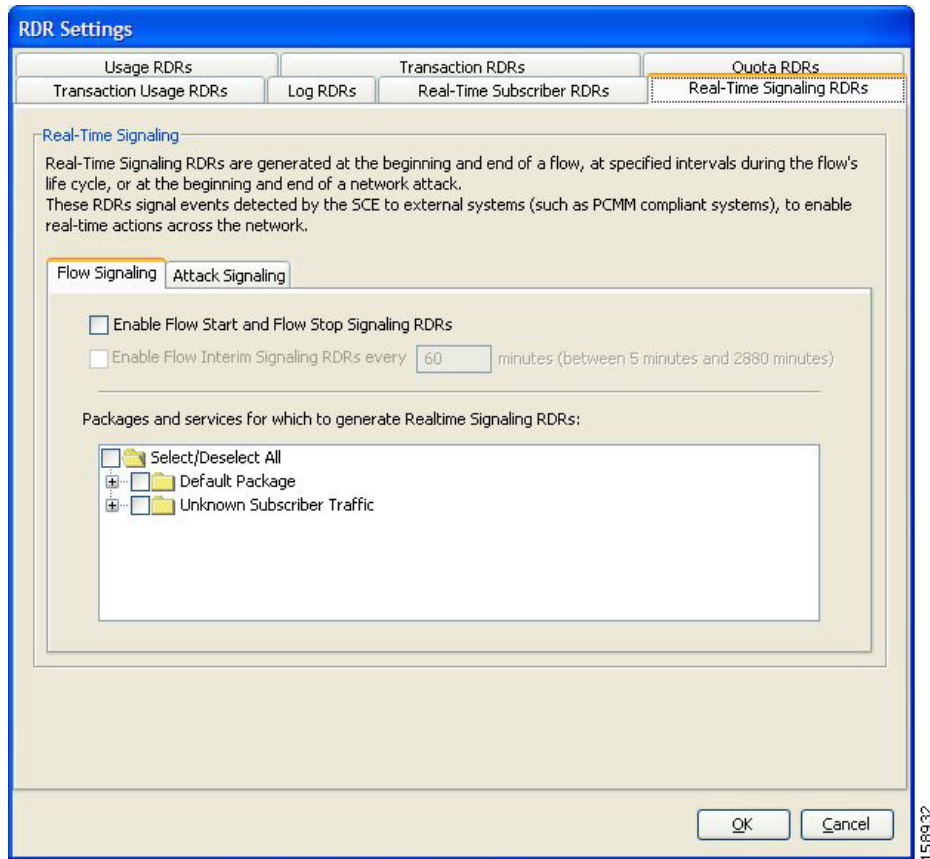 RDR Settings
Usage RDRs
Transaction RDRs
Quota RDRs
Transaction Usage RDRs
Log RDRs
Real-Time Subscriber RDRs
Real-Time Signaling RDRs
Real-Time Signaling
Real-Time Signaling RDRs are generated at the beginning and end of a flow, at specified intervals during the flow's
life cycle, or at the beginning and end of a network attack.
These RDRs signal events detected by the SCE to external systems (such as PCMM compliant systems), to enable
real-time actions across the network.
Flow Signaling
Attack Signaling
Enable Flow Start and Flow Stop Signaling RDRs
Enable Flow Interim Signaling RDRs every 60 minutes (between 5 minutes and 2880 minutes)
Packages and services for which to generate Realtime Signaling RDRs:
Select/Deselect All
Default Package
Unknown Subscriber Traffic
OK
Cancel
158932